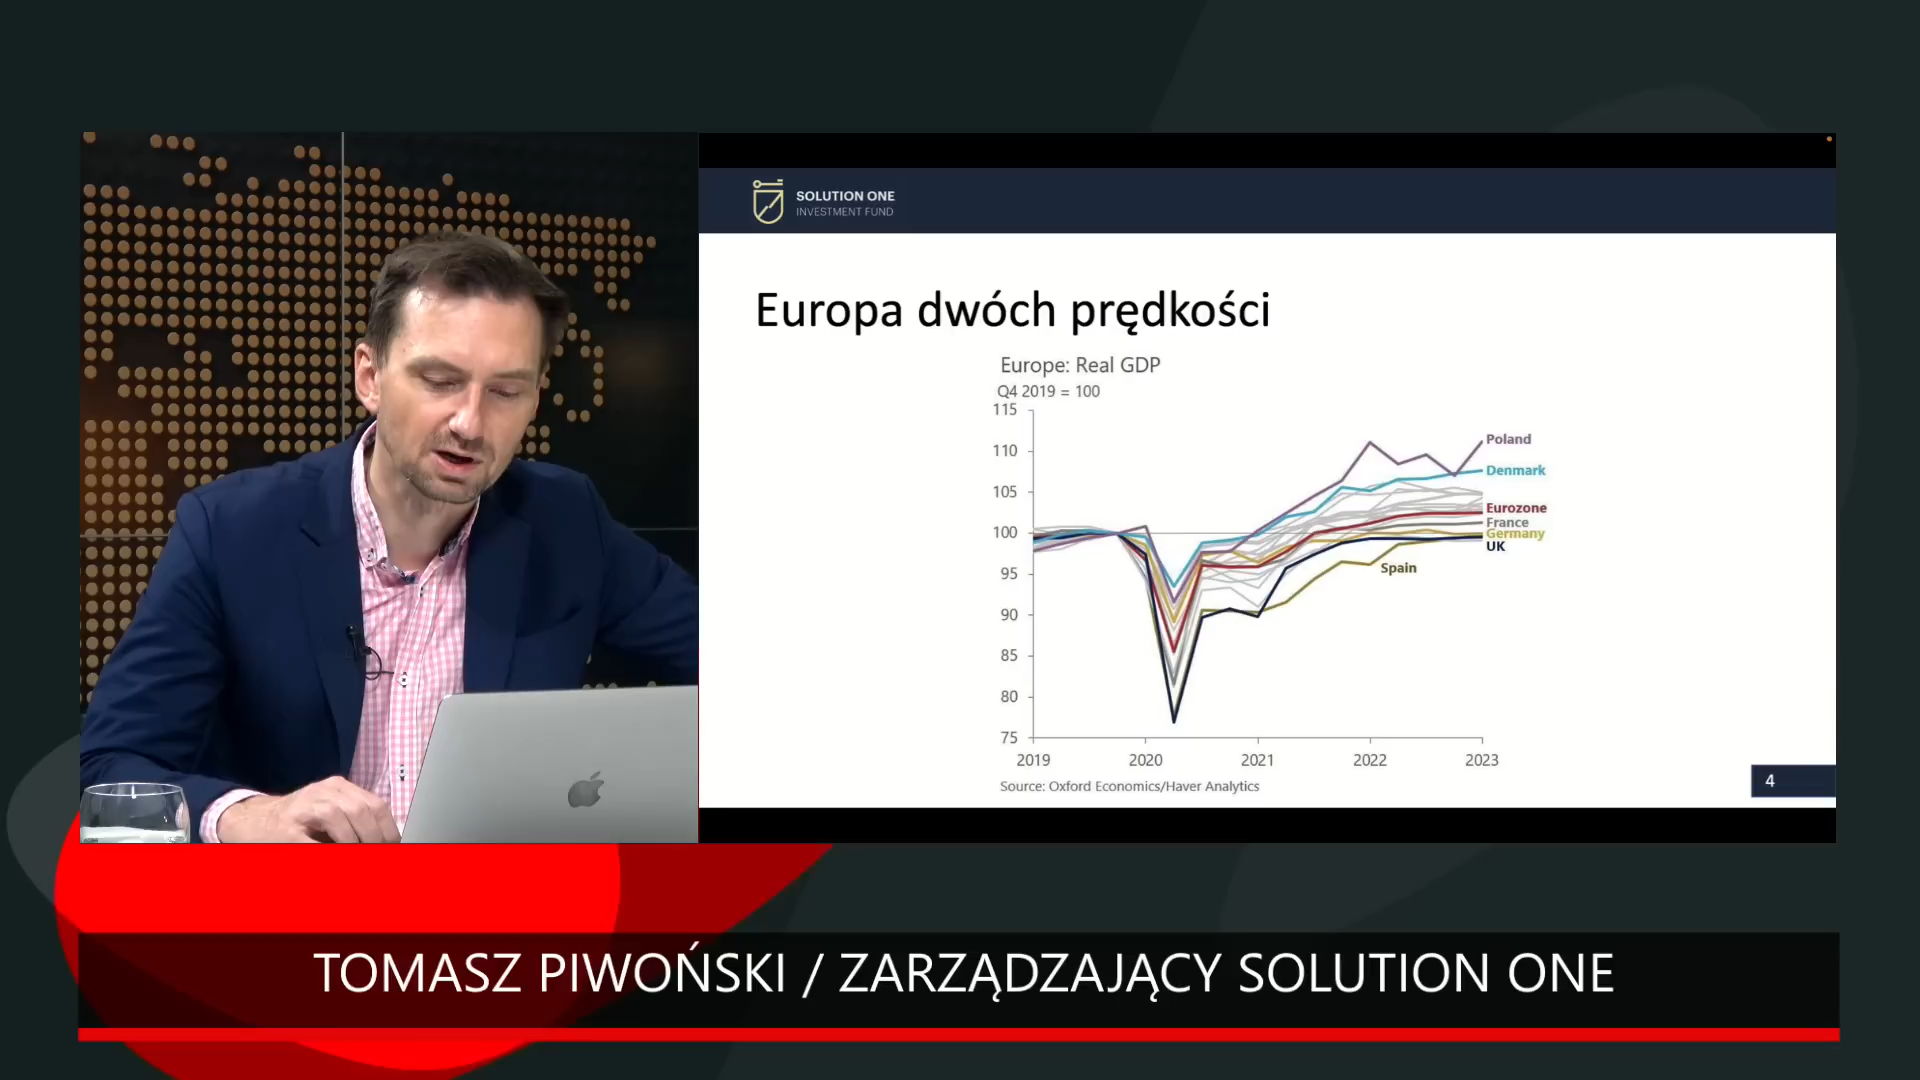 SOLUTION ONE
INVESTMENT FUND
Europa dwóch prędkości
Europe: Real GDP
Q4 2019 = 100
115
110
105
100
95
90
85
80
75
Poland
Denmark
Eurozone
France
Germany
UK
Spain
2019 2020 2021 2022 2023
Source: Oxford Economics/Haver Analytics
4
TOMASZ PIWOŃSKI / ZARZĄDZAJĄCY SOLUTION ONE